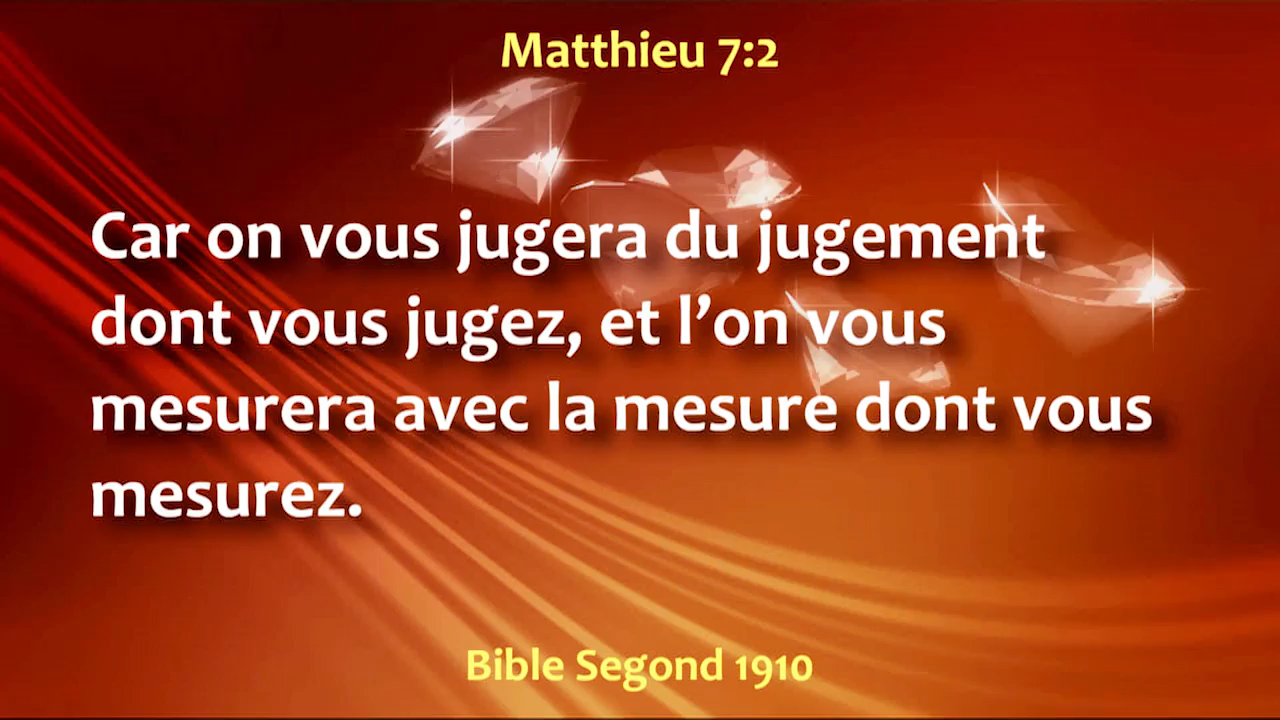 Matthieu 7:2
Car on vous jugera du jugement
dont vous jugez, et l’on vous
mesurera avec la mesure dont vous
mesurez.
Bible Segond 1910